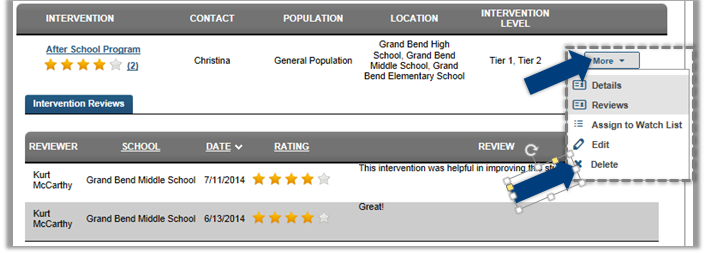 INTERVENTION CONTACT POPULATION LOCATION INTERVENTION LEVEL
After School Program
(2)
Christina
General Population
Grand Bend High
School, Grand Bend
Middle School, Grand
Bend Elementary School
Tier 1, Tier 2
More
Details
Reviews
Assign to Watch List
Edit
Delete
Intervention Reviews
REVIEWER SCHOOL DATE RATING REVIEW
Kurt
McCarthy
Grand Bend Middle School 7/11/2014
This intervention was helpful in improving
Kurt
McCarthy
Grand Bend Middle School 6/13/2014
Great!